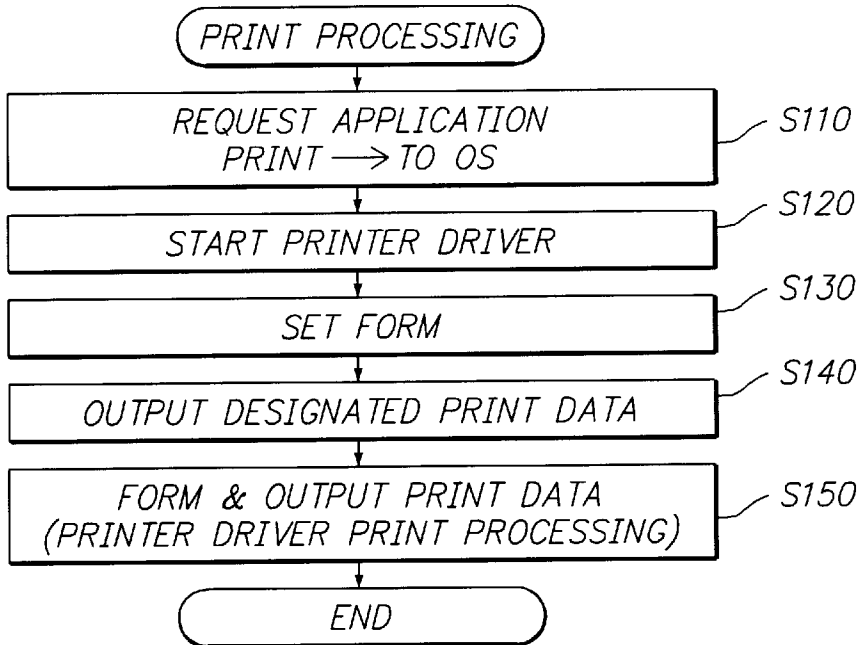 PRINT PROCESSING
REQUEST APPLICATION
PRINT → TO OS
S110
START PRINTER DRIVER
S120
SET FORM
S130
OUTPUT DESIGNATED PRINT DATA
S140
FORM & OUTPUT PRINT DATA
(PRINTER DRIVER PRINT PROCESSING)
S150
END